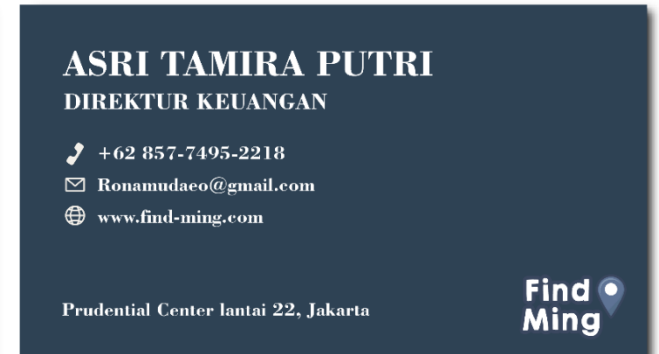 ASRI TAMIRA PUTRI
DIREKTUR KEUANGAN
+62 857-7495-2218
Ronamudaeo@gmail.com
www.find-ming.com
Prudential Center lantai 22, Jakarta
Find
Ming